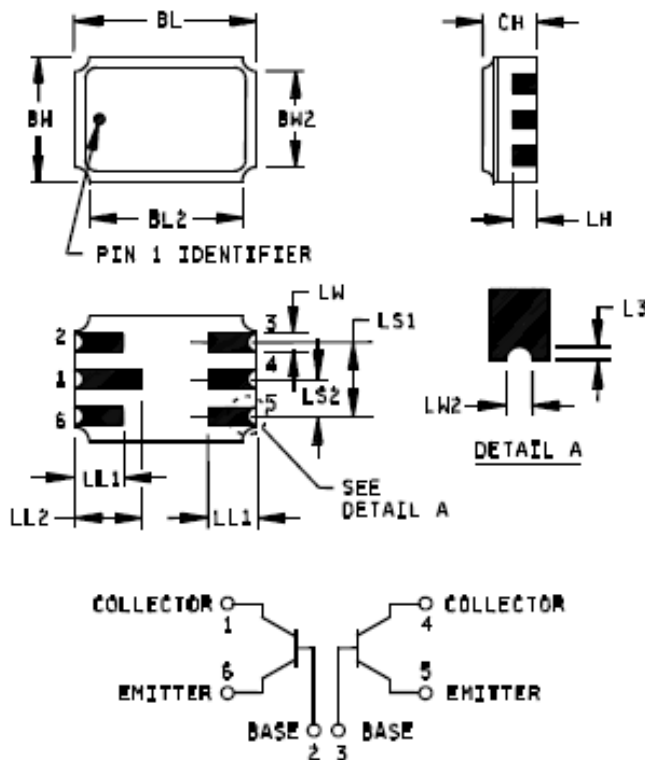 BL
CH
BW
BW2
BL2
LH
PIN 1 IDENTIFIER
LW
LS1
L3
2
3
1
4
LS2
6
5
LW2
DETAIL A
LL1
SEE
DETAIL A
LL2
LL1
COLLECTOR
1
COLLECTOR
4
6
EMITTER
5
EMITTER
BASE
2
3
BASE